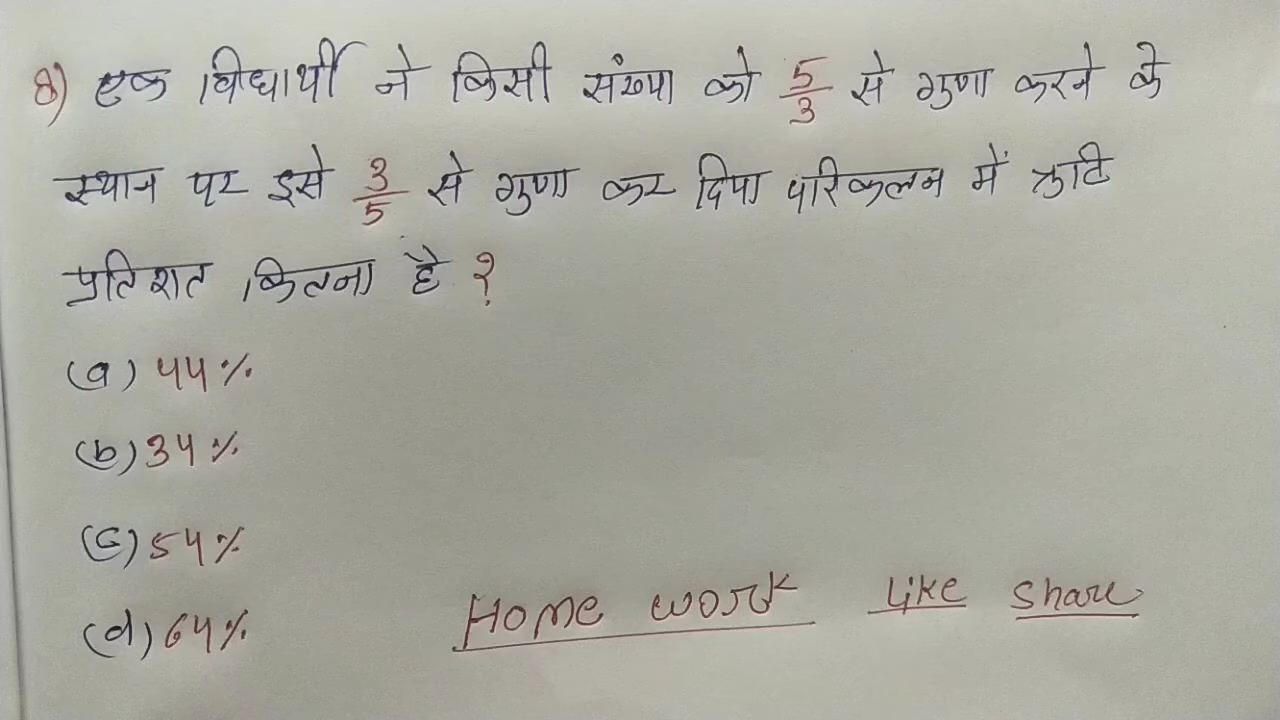 8) एक विधार्थी ने किसी संख्या को 5/3 से गुणा करने के
स्थान पर इसे 3/5 से गुणा कर दिया परिकलन में त्रुटि
प्रतिशत कितना है ?
(a) 44%
(b) 34%
(c) 54%
(d) 64%
Home work Like Share